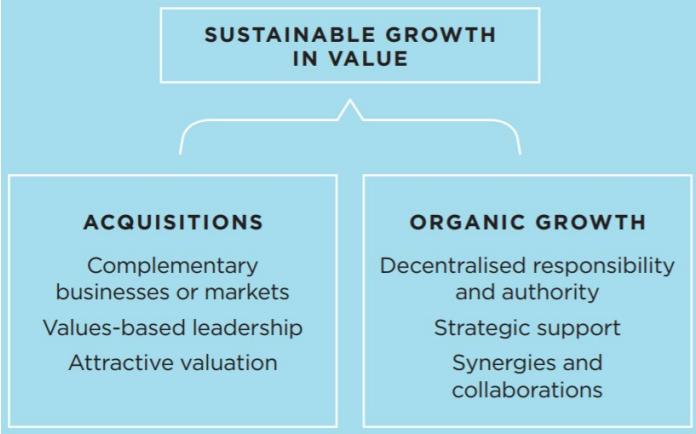 SUSTAINABLE GROWTH
IN VALUE
ACQUISITIONS
Complementary
businesses or markets
Values-based leadership
Attractive valuation
ORGANIC GROWTH
Decentralised responsibility
and authority
Strategic support
Synergies and
collaborations